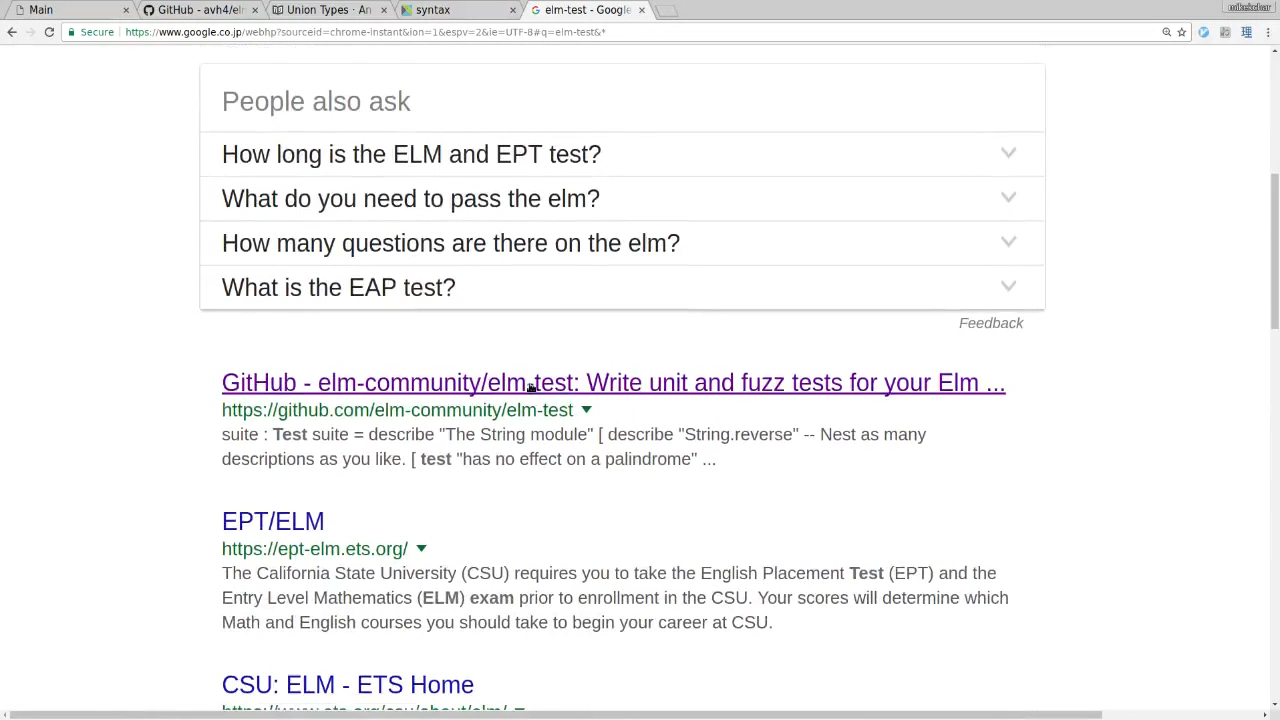 Main
GitHub - avh4/elm
Union Types · An
syntax
elm-test - Google
Secure
https://www.google.co.jp/webhp?sourceid=chrome-instant&ion=1&espv=2&ie=UTF-8#q=elm-test&*
People also ask
How long is the ELM and EPT test?
What do you need to pass the elm?
How many questions are there on the elm?
What is the EAP test?
Feedback
GitHub - elm-community/elm-test: Write unit and fuzz tests for your Elm ...
https://github.com/elm-community/elm-test
suite : Test suite = describe "The String module" [ describe "String.reverse" -- Nest as many
descriptions as you like. [ test "has no effect on a palindrome" ...
EPT/ELM
https://ept-elm.ets.org/
The California State University (CSU) requires you to take the English Placement Test (EPT) and the
Entry Level Mathematics (ELM) exam prior to enrollment in the CSU. Your scores will determine which
Math and English courses you should take to begin your career at CSU.
CSU: ELM - ETS Home
https://www.ets.org/csu/about/elm/